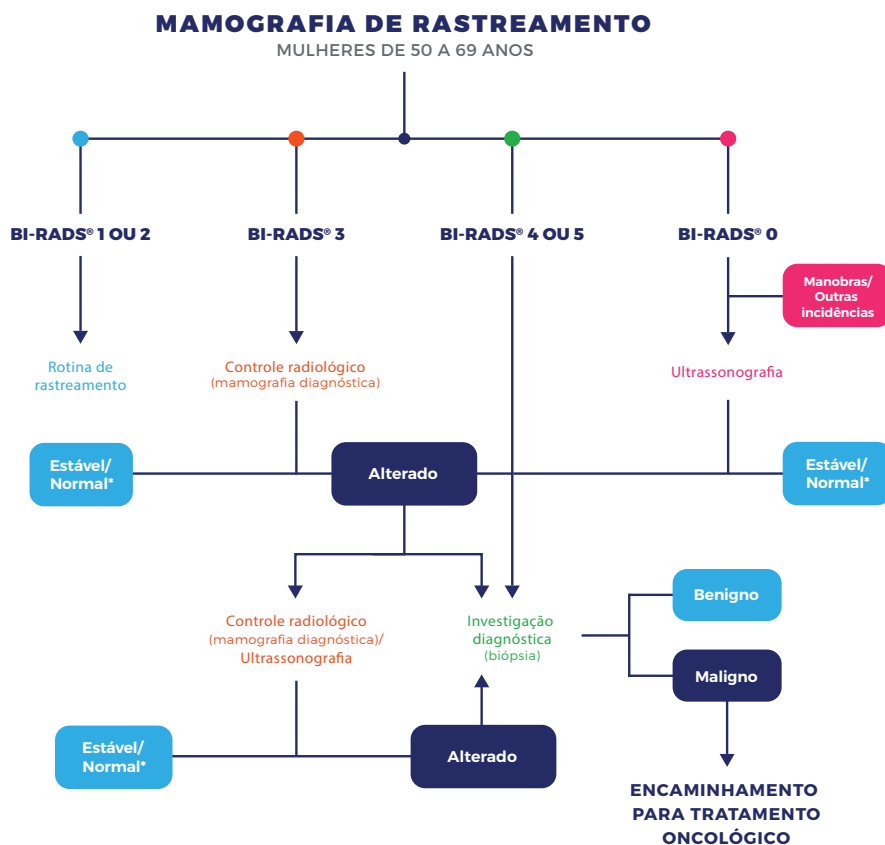 MAMOGRAFIA DE RASTREAMENTO
MULHERES DE 50 A 69 ANOS
BI-RADS® 1 OU 2
BI-RADS® 3
BI-RADS® 4 OU 5
BI-RADS® 0
Manobras/
Outras
incidências
Rotina de
rastreamento
Controle radiológico
(mamografia diagnóstica)
Ultrassonografia
Estável/
Normal*
Alterado
Estável/
Normal*
Controle radiológico
(mamografia diagnóstica)/
Ultrassonografia
Investigação
diagnóstica
(biópsia)
Benigno
Maligno
Estável/
Normal*
Alterado
ENCAMINHAMENTO
PARA TRATAMENTO
ONCOLÓGICO